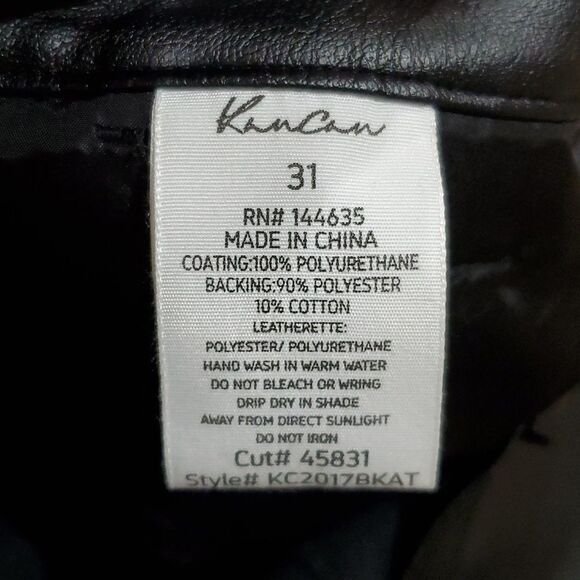 KanCan
31
RN# 144635
MADE IN CHINA
COATING:100% POLYURETHANE
BACKING:90% POLYESTER
10% COTTON
LEATHERETTE:
POLYESTER/ POLYURETHANE
HAND WASH IN WARM WATER
DO NOT BLEACH OR WRING
DRIP DRY IN SHADE
AWAY FROM DIRECT SUNLIGHT
DO NOT IRON
Cut# 45831
Style# KC2017BKAT